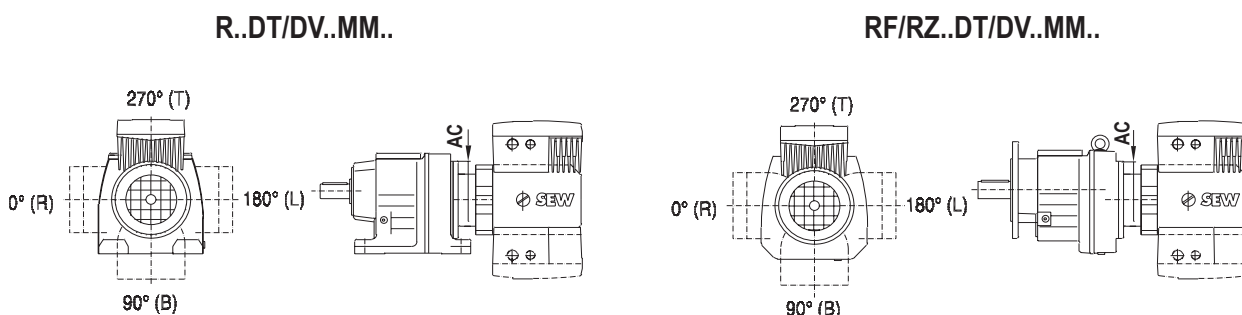 R..DT/DV..MM..
RF/RZ..DT/DV..MM..
270° (T)
0° (R)
180° (L)
90° (B)
AC
SEW
270° (T)
0° (R)
180° (L)
90° (B)
AC
SEW